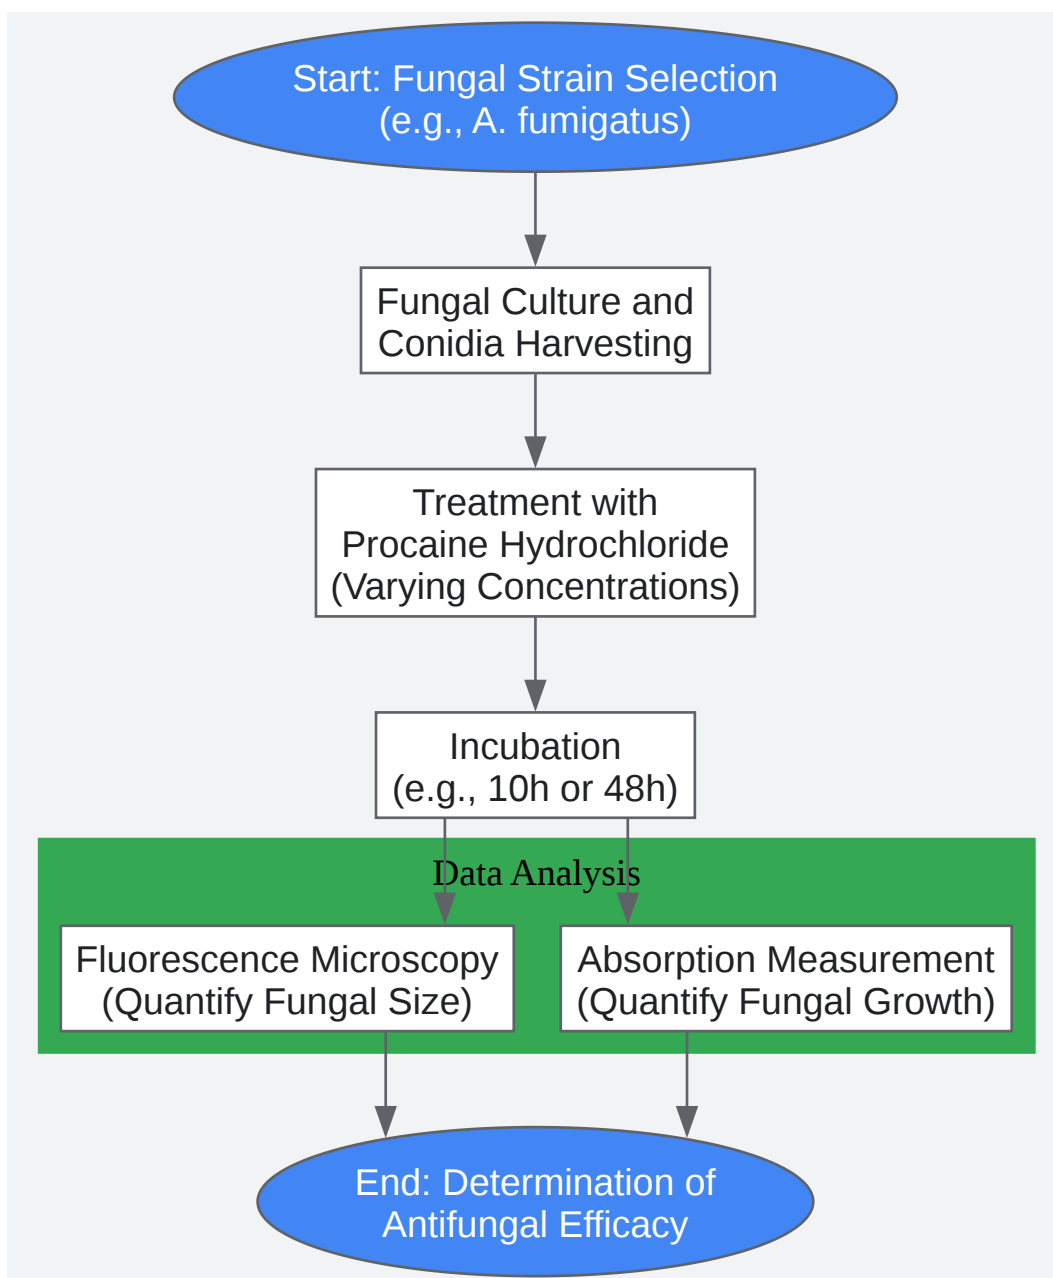 Start: Fungal Strain Selection
(e.g., A. fumigatus)
Fungal Culture and
Conidia Harvesting
Treatment with
Procaine Hydrochloride
(Varying Concentrations)
Incubation
(e.g., 10h or 48h)
Data Analysis
Fluorescence Microscopy
(Quantify Fungal Size)
Absorption Measurement
(Quantify Fungal Growth)
End: Determination of
Antifungal Efficacy